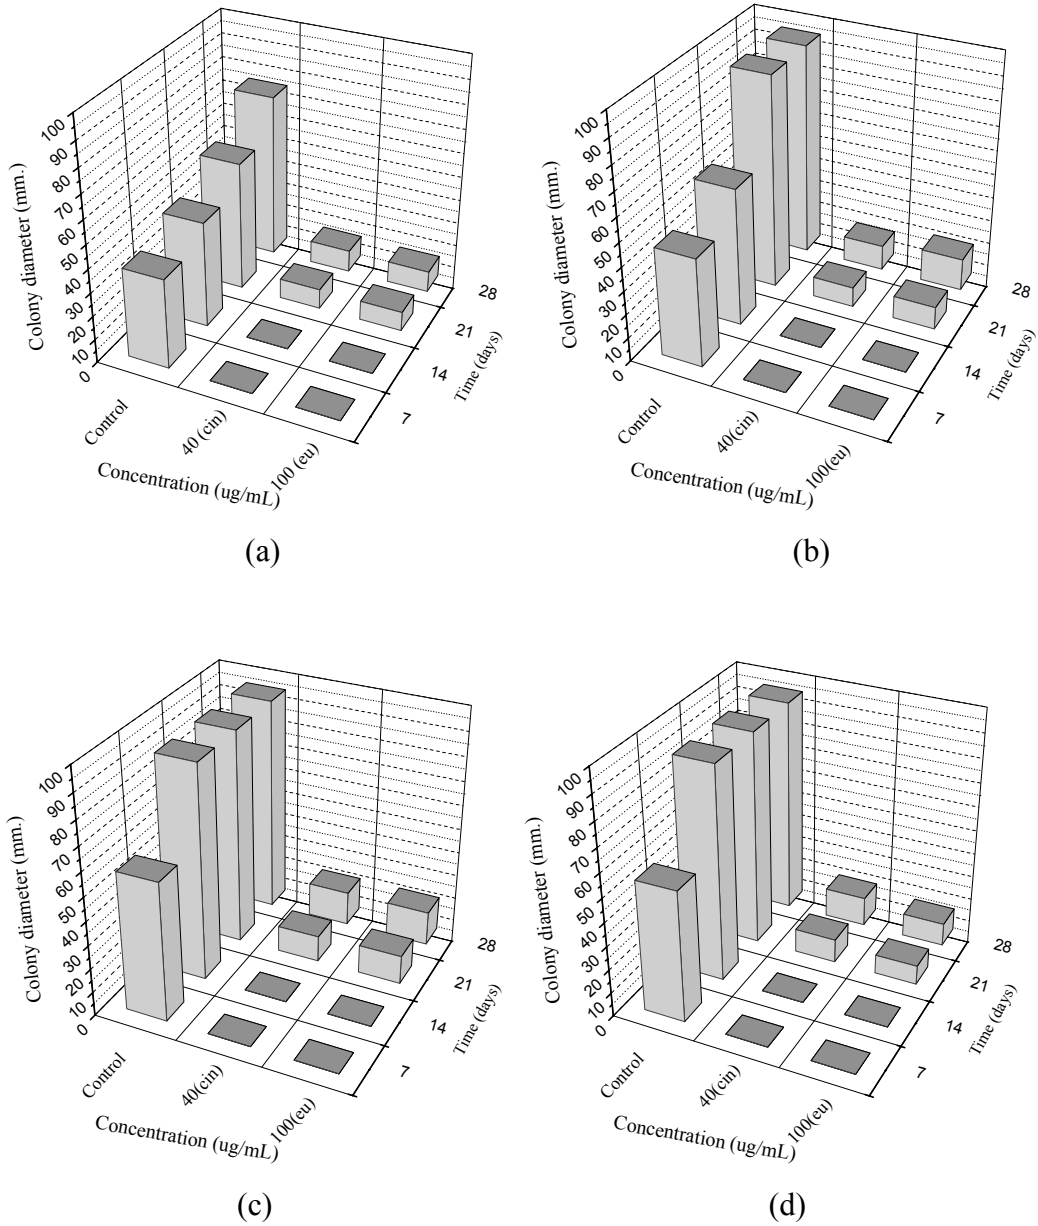 100
90
80
70
60
50
40
30
20
10
0
Colony diameter (mm.)
Control
40 (cin)
100 (eu)
Concentration (ug/mL)
7
14
21
28
Time (days)
(a)
100
90
80
70
60
50
40
30
20
10
0
Colony diameter (mm.)
Control
40(cin)
100(eu)
Concentration (ug/mL)
7
14
21
28
Time (days)
(b)
100
90
80
70
60
50
40
30
20
10
0
Colony diameter (mm.)
Control
40(cin)
100(eu)
Concentration (ug/mL)
7
14
21
28
Time (days)
(c)
100
90
80
70
60
50
40
30
20
10
0
Colony diameter (mm.)
Control
40(cin)
100(eu)
Concentration (ug/mL)
7
14
21
28
Time (days)
(d)